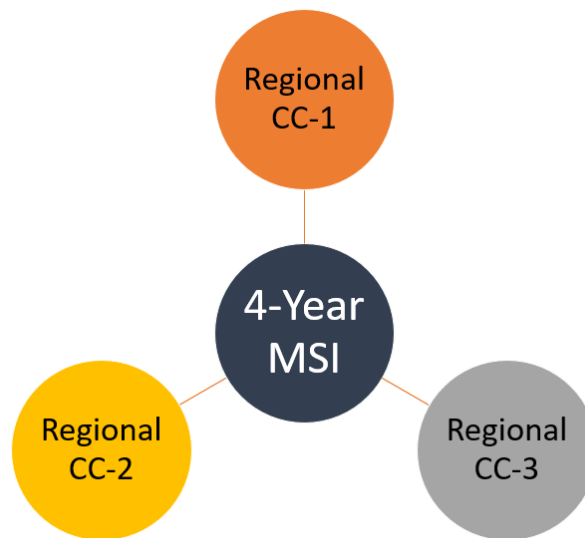 Regional
CC-1
4-Year
MSI
Regional
CC-2
Regional
CC-3